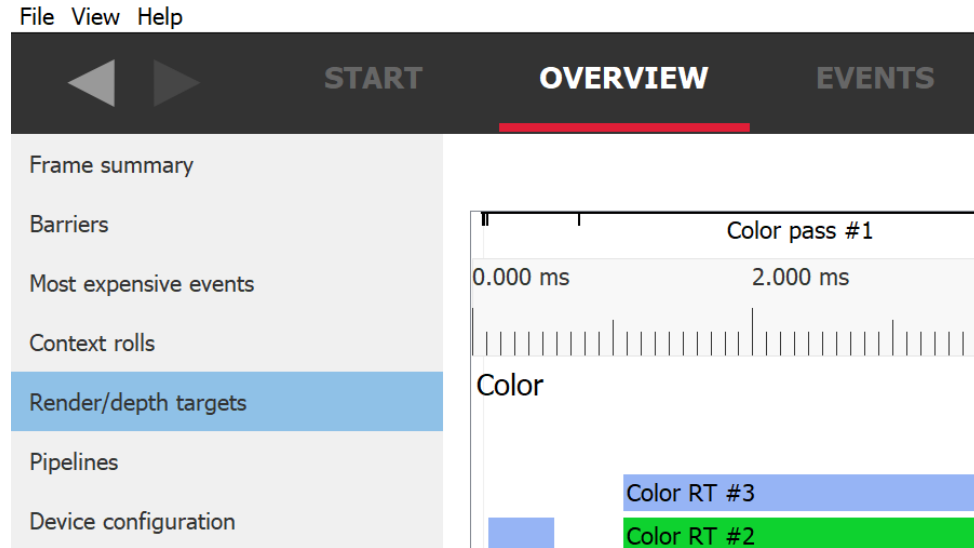 File View Help
START OVERVIEW EVENTS
Frame summary
Barriers
Most expensive events
Context rolls
Render/depth targets
Pipelines
Device configuration
Color pass #1
0.000 ms 2.000 ms
Color
Color RT #3
Color RT #2